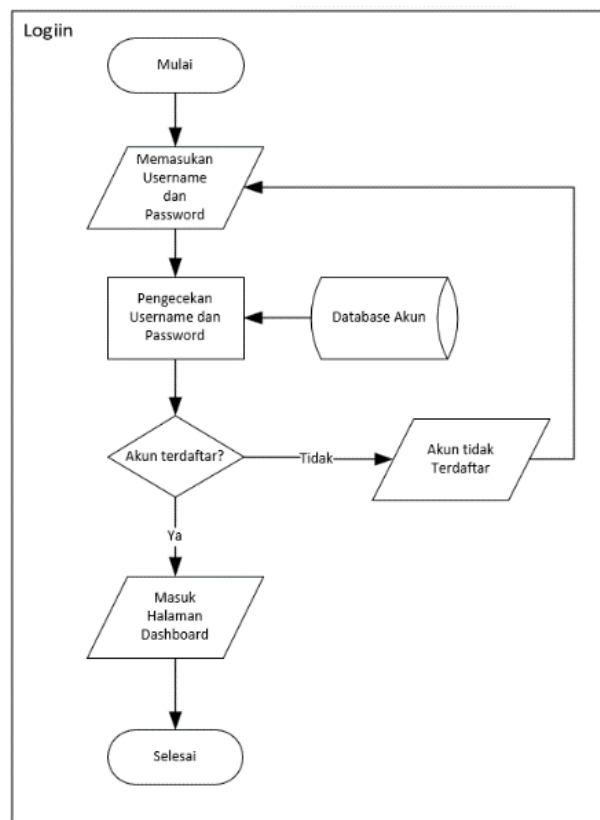 Logiin
Mulai
Memasukan
Username
dan
Password
Pengecekan
Username dan
Password
Database Akun
Akun terdaftar?
Tidak
Akun tidak
Terdaftar
Ya
Masuk
Halaman
Dashboard
Selesai